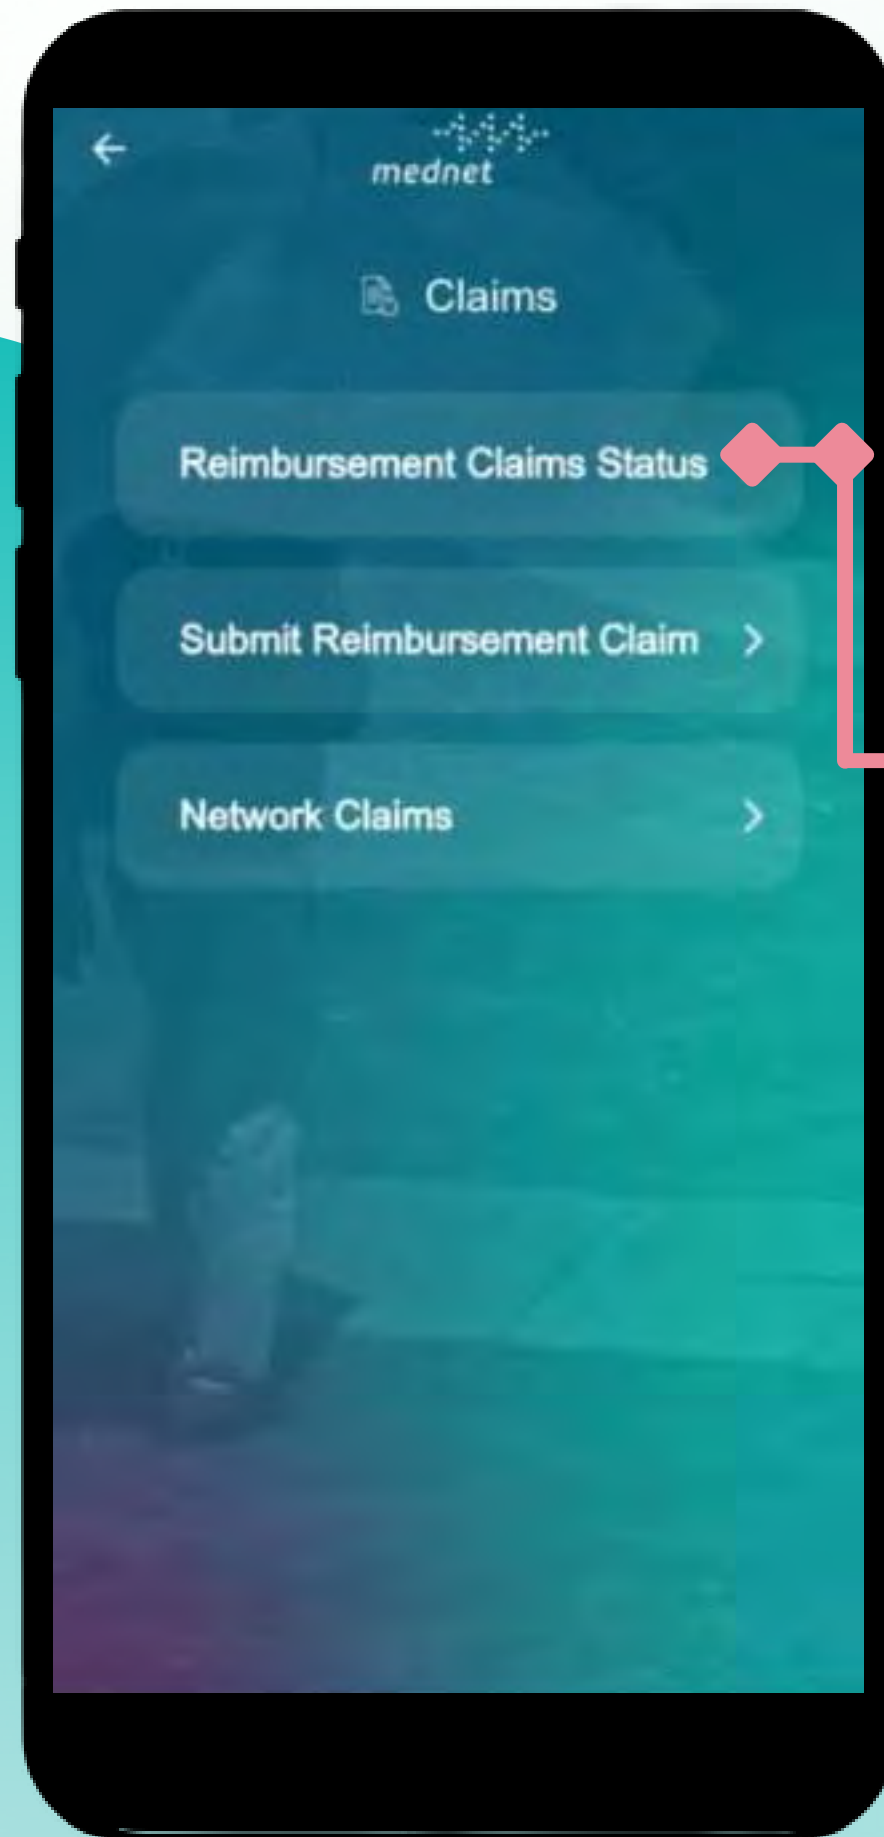 mednet
Claims
Reimbursement Claims Status
Submit Reimbursement Claim
Network Claims